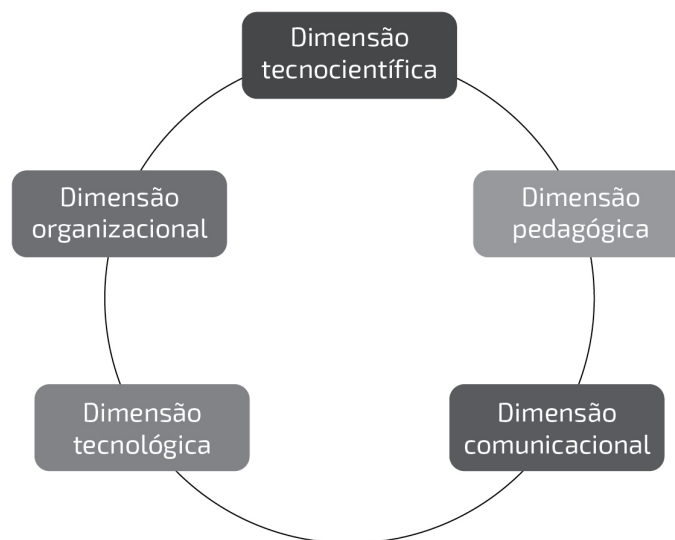 Dimensão
tecnocientífica
Dimensão
organizacional
Dimensão
pedagógica
Dimensão
tecnológica
Dimensão
comunicacional